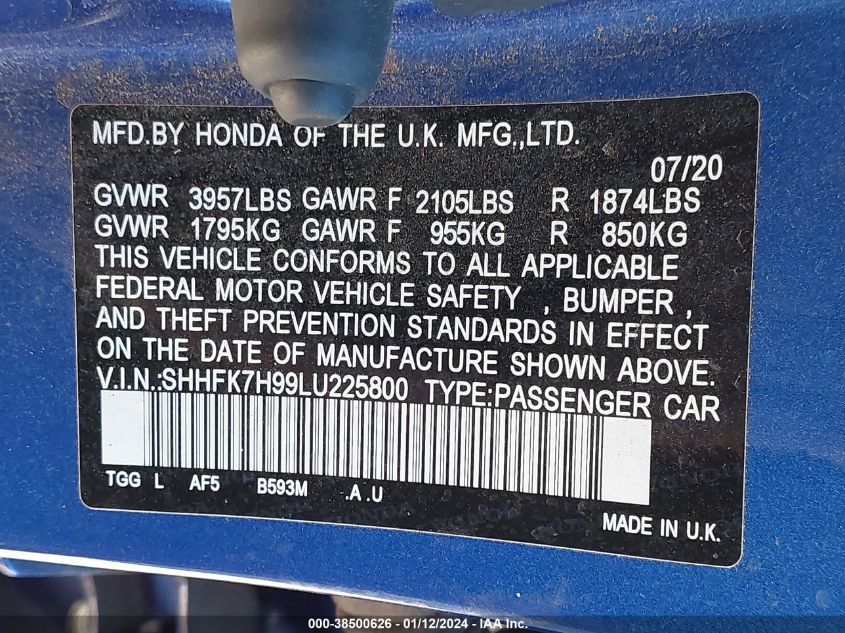 MFD.BY HONDA OF THE U.K. MFG.,LTD.
07/20
GVWR 3957LBS GAWR F 2105LBS R 1874LBS
GVWR 1795KG GAWR F 955KG R 850KG
THIS VEHICLE CONFORMS TO ALL APPLICABLE
FEDERAL MOTOR VEHICLE SAFETY , BUMPER ,
AND THEFT PREVENTION STANDARDS IN EFFECT
ON THE DATE OF MANUFACTURE SHOWN ABOVE.
V.I.N.:SHHFK7H99LU225800 TYPE:PASSENGER CAR
TGG L AF5 B593M .A .U
MADE IN U.K.
000-38500626 - 01/12/2024 - IAAI.COM